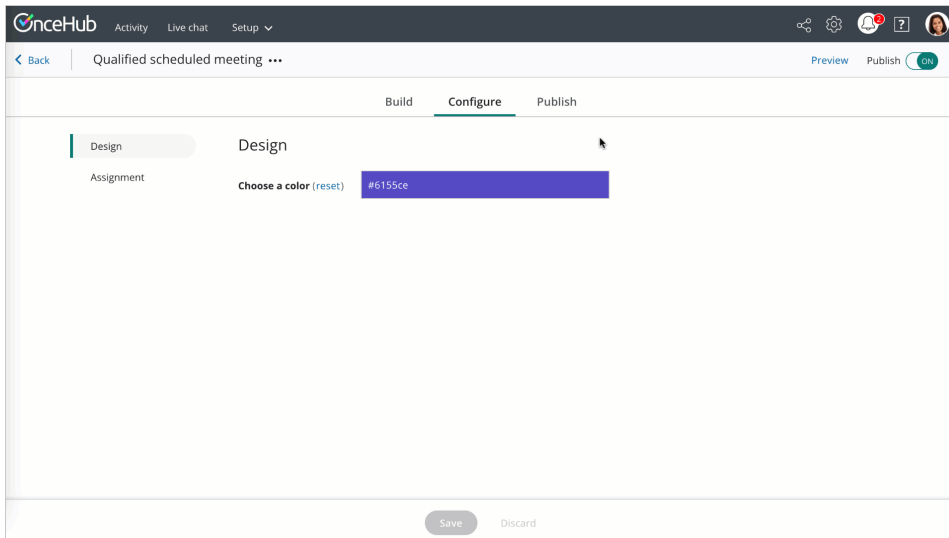 OnceHub Activity Live chat Setup 2 ?
Back Qualified scheduled meeting ••• Preview Publish ON
Build Configure Publish
Design Design
Assignment
Choose a color (reset) #6155ce
Save Discard